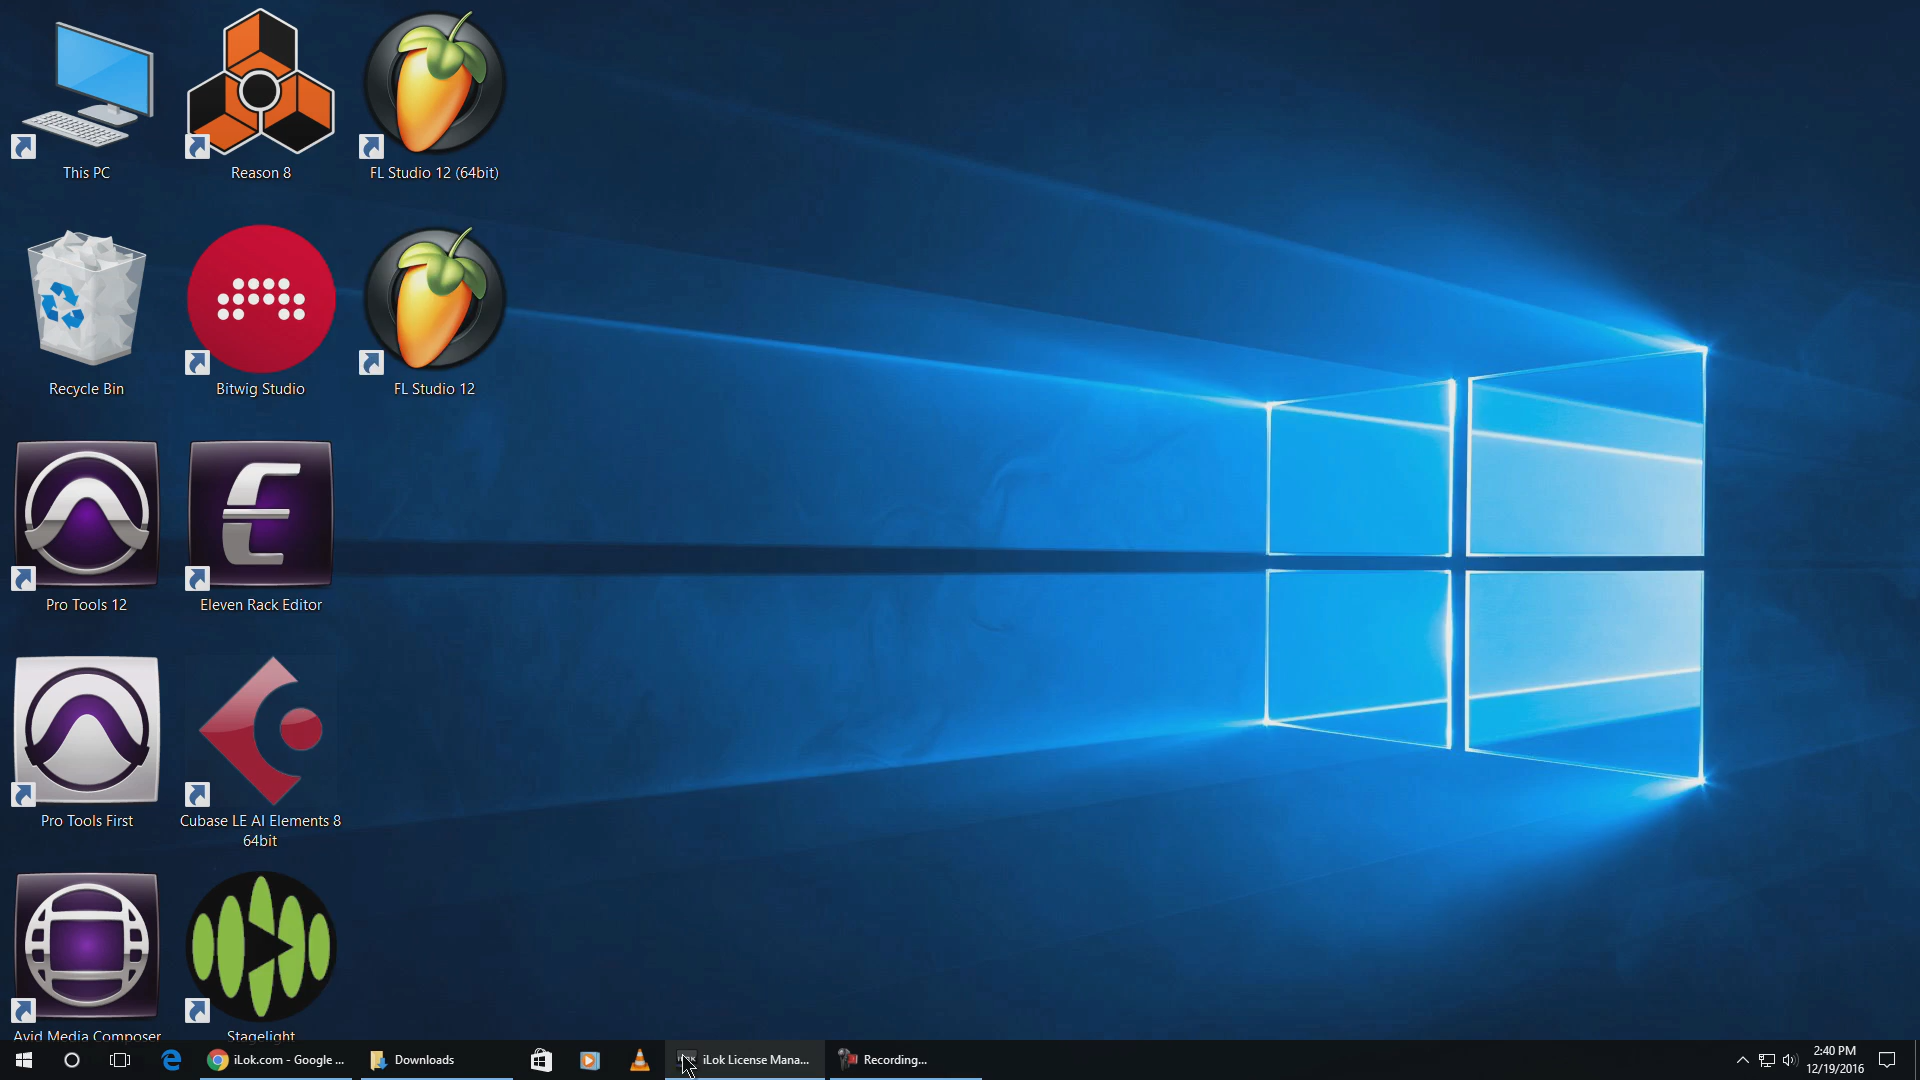 This PC
Reason 8
FL Studio 12 (64bit)
Recycle Bin
Bitwig Studio
FL Studio 12
Pro Tools 12
Eleven Rack Editor
Pro Tools First
Cubase LE AI Elements 8
64bit
Avid Media Composer
Stagelight
iLok.com - Google ...
Downloads
iLok License Mana...
Recording...
2:40 PM
12/19/2016